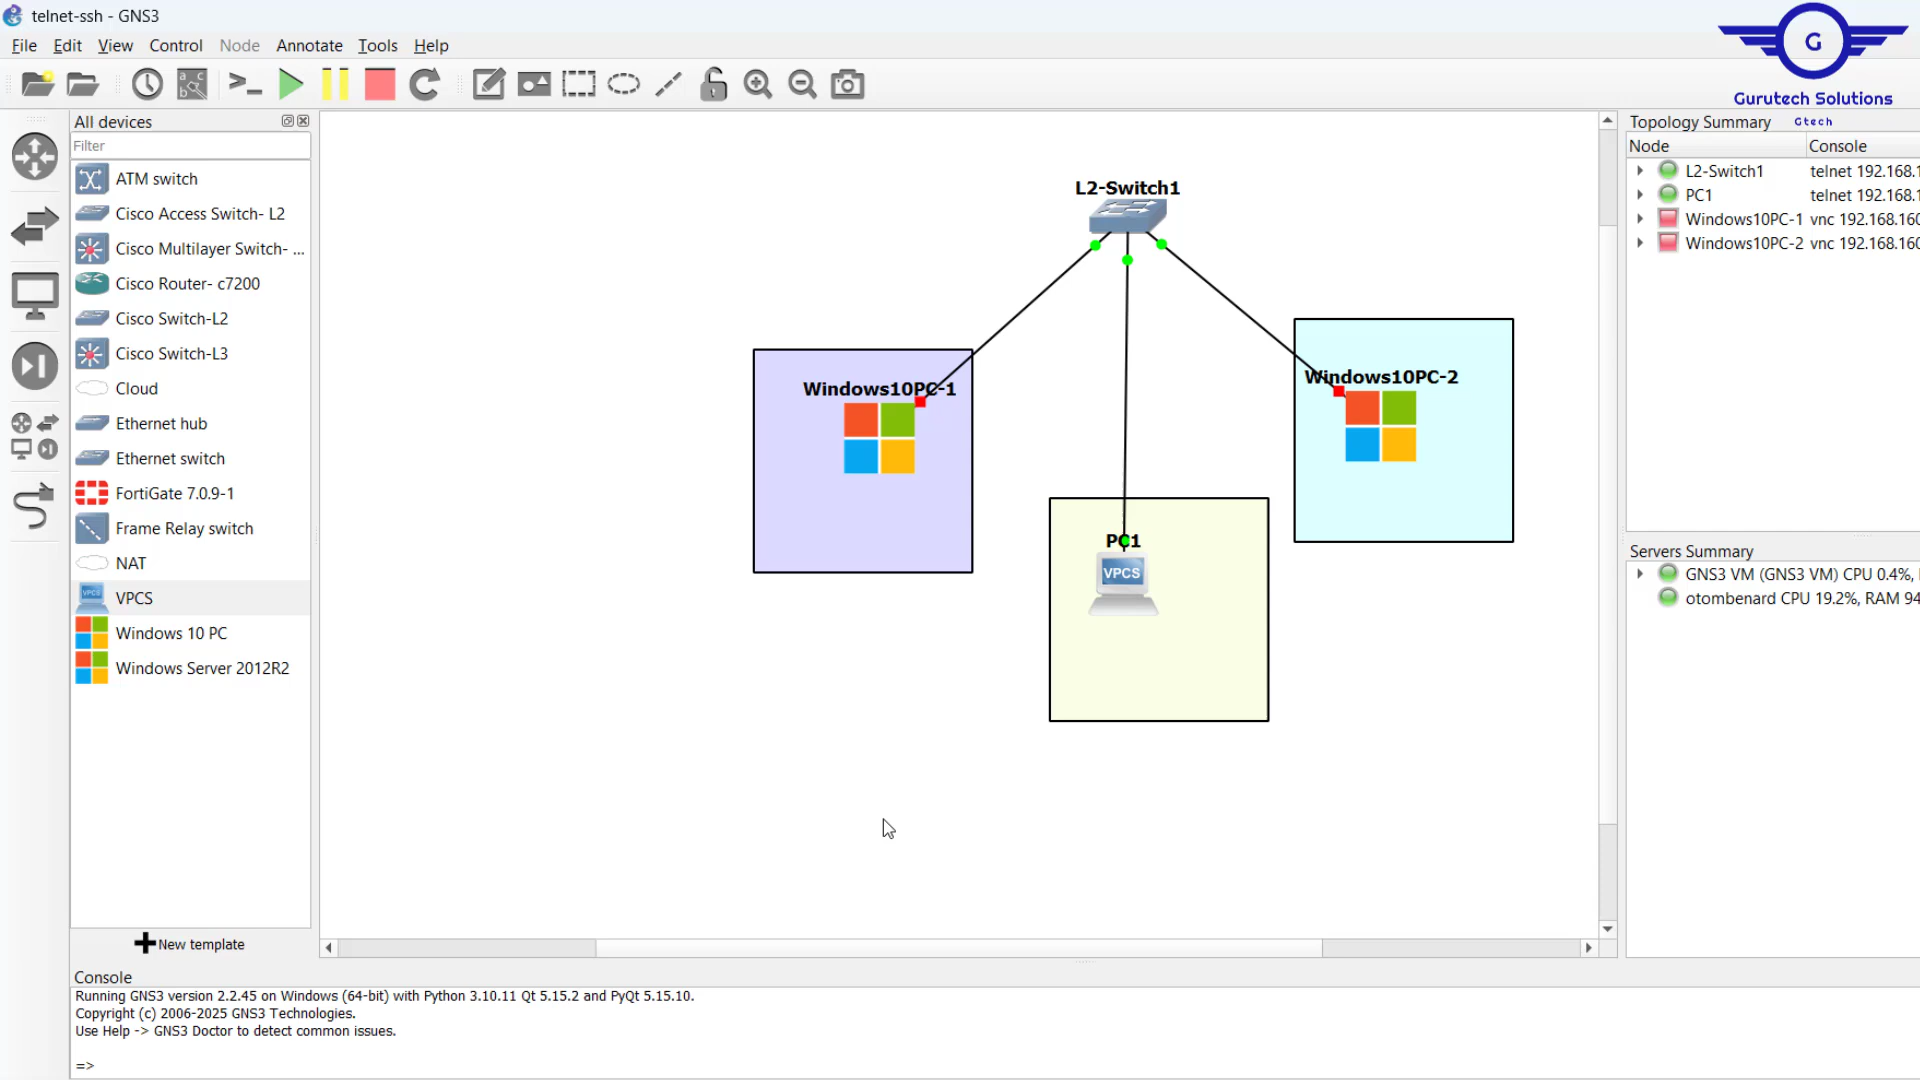 telnet-ssh - GNS3
File Edit View Control Node Annotate Tools Help
G
Gurutech Solutions
Gtech
All devices
Filter
ATM switch
Cisco Access Switch- L2
Cisco Multilayer Switch- ...
Cisco Router- c7200
Cisco Switch-L2
Cisco Switch-L3
Cloud
Ethernet hub
Ethernet switch
FortiGate 7.0.9-1
Frame Relay switch
NAT
VPCS
Windows 10 PC
Windows Server 2012R2
New template
L2-Switch1
Windows10PC-1
Windows10PC-2
PC1
VPCS
Topology Summary
Node Console
L2-Switch1 telnet 192.168.1
PC1 telnet 192.168.1
Windows10PC-1 vnc 192.168.160
Windows10PC-2 vnc 192.168.160
Servers Summary
GNS3 VM (GNS3 VM) CPU 0.4%,
otombenard CPU 19.2%, RAM 94
Console
Running GNS3 version 2.2.45 on Windows (64-bit) with Python 3.10.11 Qt 5.15.2 and PyQt 5.15.10.
Copyright (c) 2006-2025 GNS3 Technologies.
Use Help -> GNS3 Doctor to detect common issues.
=>